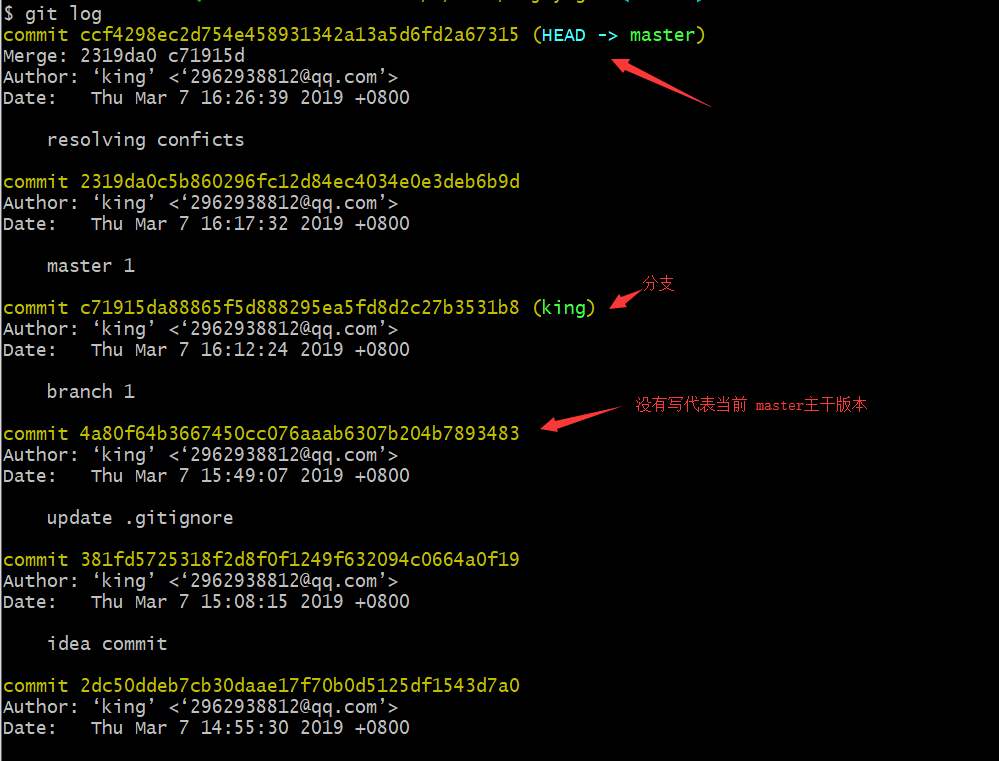 $ git log
commit ccf4298ec2d754e458931342a13a5d6fd2a67315 (HEAD -> master)
Merge: 2319da0 c71915d
Author: ‘king’ <‘2962938812@qq.com’>
Date:   Thu Mar 7 16:26:39 2019 +0800
resolving conficts
commit 2319da0c5b860296fc12d84ec4034e0e3deb6b9d
Author: ‘king’ <‘2962938812@qq.com’>
Date:   Thu Mar 7 16:17:32 2019 +0800
master 1
分支
commit c71915da88865f5d888295ea5fd8d2c27b3531b8 (king)
Author: ‘king’ <‘2962938812@qq.com’>
Date:   Thu Mar 7 16:12:24 2019 +0800
branch 1
没有写代表当前 master主干版本
commit 4a80f64b3667450cc076aaab6307b204b7893483
Author: ‘king’ <‘2962938812@qq.com’>
Date:   Thu Mar 7 15:49:07 2019 +0800
update .gitignore
commit 381fd5725318f2d8f0f1249f632094c0664a0f19
Author: ‘king’ <‘2962938812@qq.com’>
Date:   Thu Mar 7 15:08:15 2019 +0800
idea commit
commit 2dc50ddeb7cb30daae17f70b0d5125df1543d7a0
Author: ‘king’ <‘2962938812@qq.com’>
Date:   Thu Mar 7 14:55:30 2019 +0800